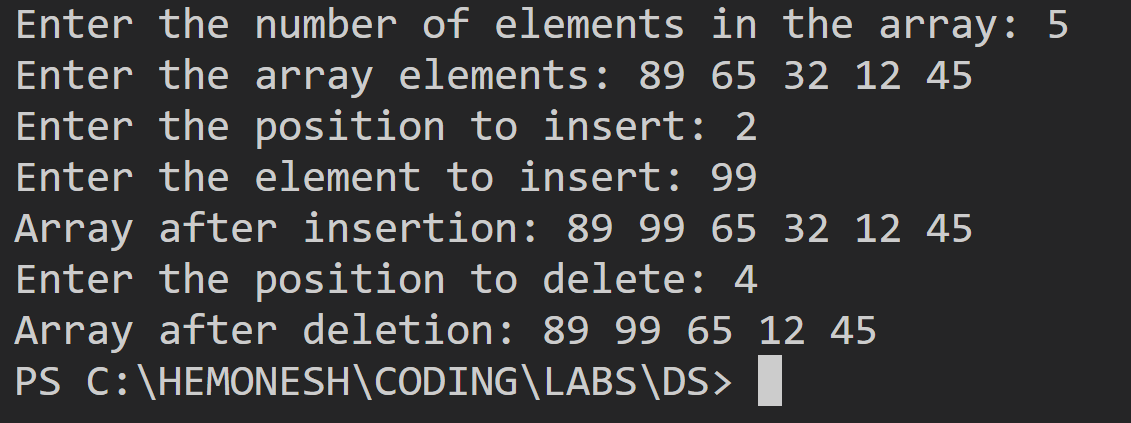 Enter the number of elements in the array: 5
Enter the array elements: 89 65 32 12 45
Enter the position to insert: 2
Enter the element to insert: 99
Array after insertion: 89 99 65 32 12 45
Enter the position to delete: 4
Array after deletion: 89 99 65 12 45
PS C:\HEMONESH\CODING\LABS\DS>